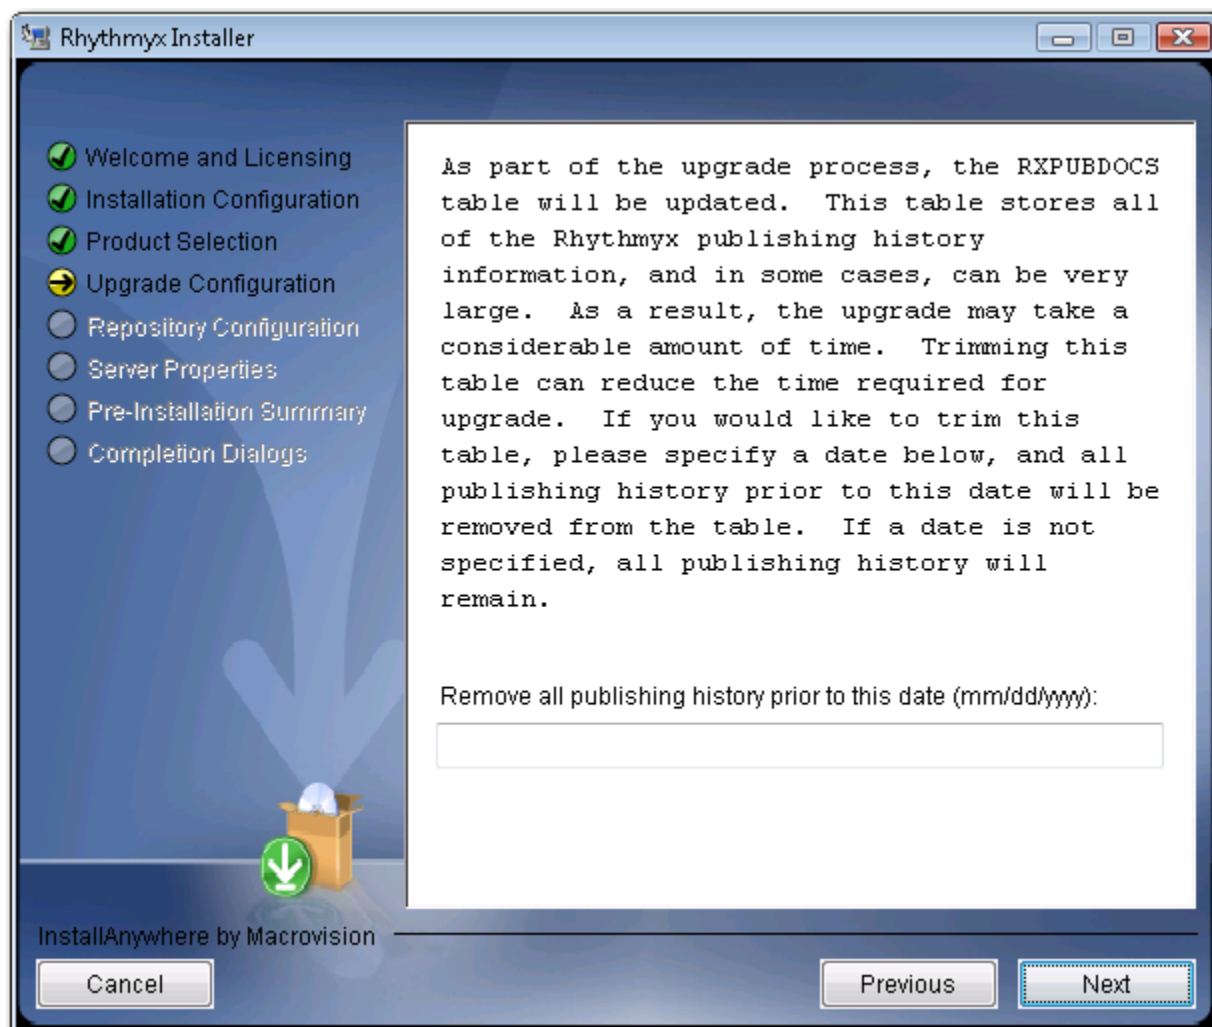 Rhythmyx Installer
Welcome and Licensing
Installation Configuration
Product Selection
Upgrade Configuration
Repository Configuration
Server Properties
Pre-Installation Summary
Completion Dialogs
As part of the upgrade process, the RXPUBDOCS
table will be updated.  This table stores all
of the Rhythmyx publishing history
information, and in some cases, can be very
large.  As a result, the upgrade may take a
considerable amount of time.  Trimming this
table can reduce the time required for
upgrade.  If you would like to trim this
table, please specify a date below, and all
publishing history prior to this date will be
removed from the table.  If a date is not
specified, all publishing history will
remain.
Remove all publishing history prior to this date (mm/dd/yyyy):
InstallAnywhere by Macrovision
Cancel
Previous
Next